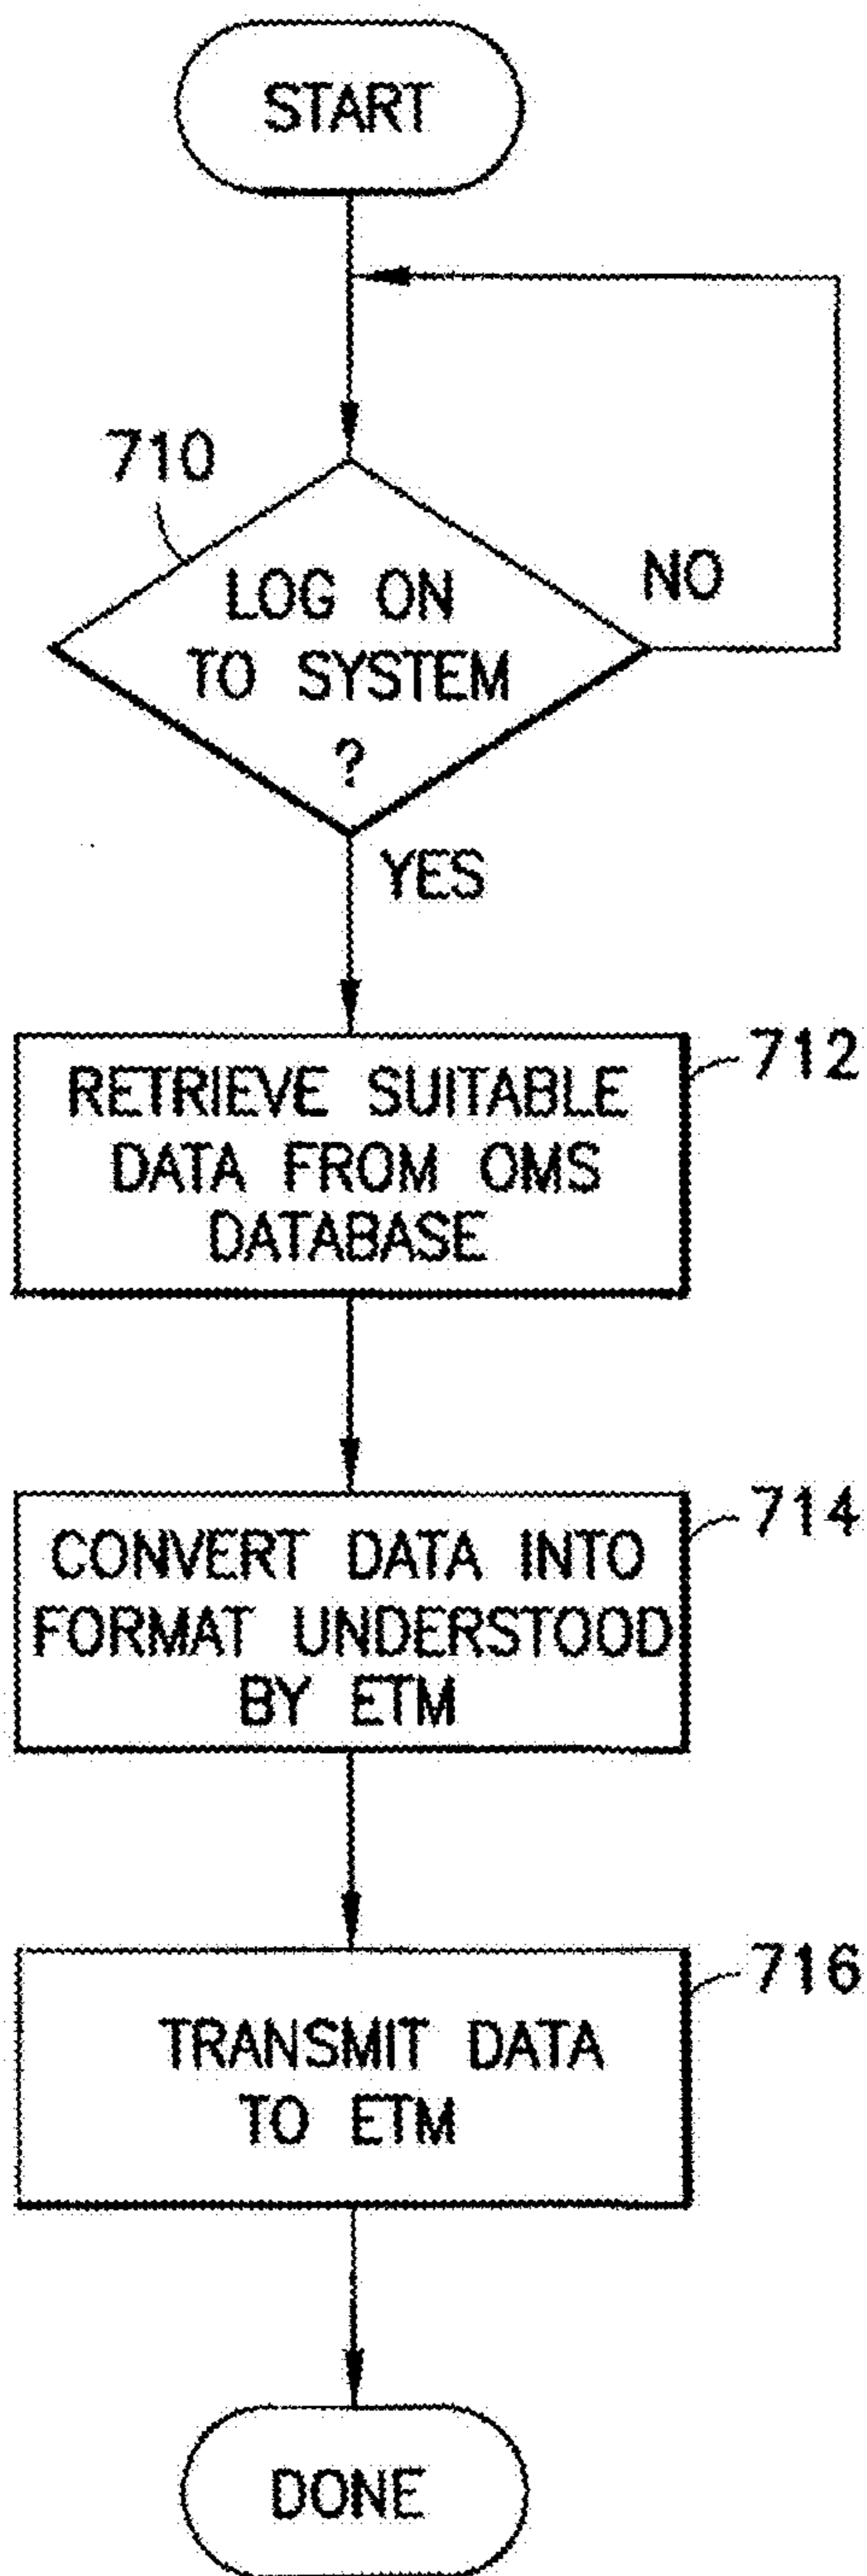 START
710
LOG ON
TO SYSTEM
?
NO
YES
712
RETRIEVE SUITABLE
DATA FROM OMS
DATABASE
714
CONVERT DATA INTO
FORMAT UNDERSTOOD
BY ETM
716
TRANSMIT DATA
TO ETM
DONE